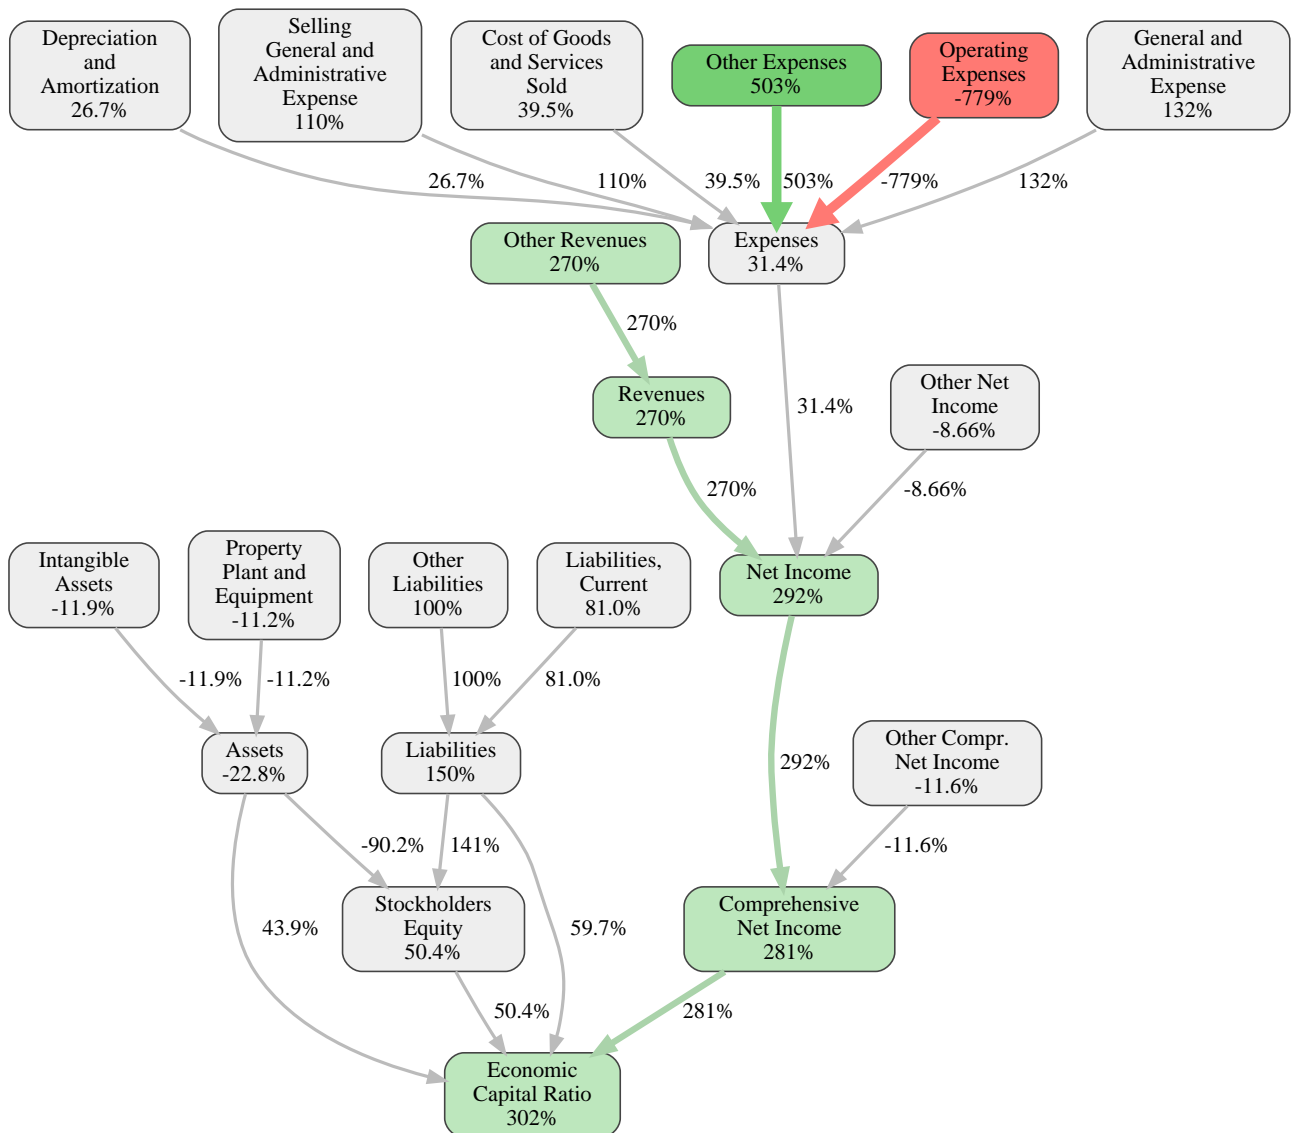 Depreciation
and
Amortization
26.7%
Selling
General and
Administrative
Expense
110%
Cost of Goods
and Services
Sold
39.5%
Other Expenses
503%
Operating
Expenses
-779%
General and
Administrative
Expense
132%
26.7%
110%
39.5%
503%
-779%
132%
Other Revenues
270%
Expenses
31.4%
270%
Revenues
270%
31.4%
Other Net
Income
-8.66%
270%
-8.66%
Intangible
Assets
-11.9%
Property
Plant and
Equipment
-11.2%
Other
Liabilities
100%
Liabilities,
Current
81.0%
Net Income
292%
-11.9%
-11.2%
100%
81.0%
Assets
-22.8%
Liabilities
150%
292%
Other Compr.
Net Income
-11.6%
-90.2%
141%
-11.6%
43.9%
Stockholders
Equity
50.4%
59.7%
Comprehensive
Net Income
281%
50.4%
281%
Economic
Capital Ratio
302%